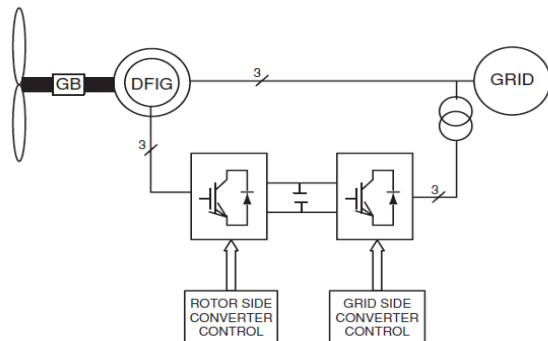 3
GB
DFIG
GRID
3
3
ROTOR SIDE
CONVERTER
CONTROL
GRID SIDE
CONVERTER
CONTROL